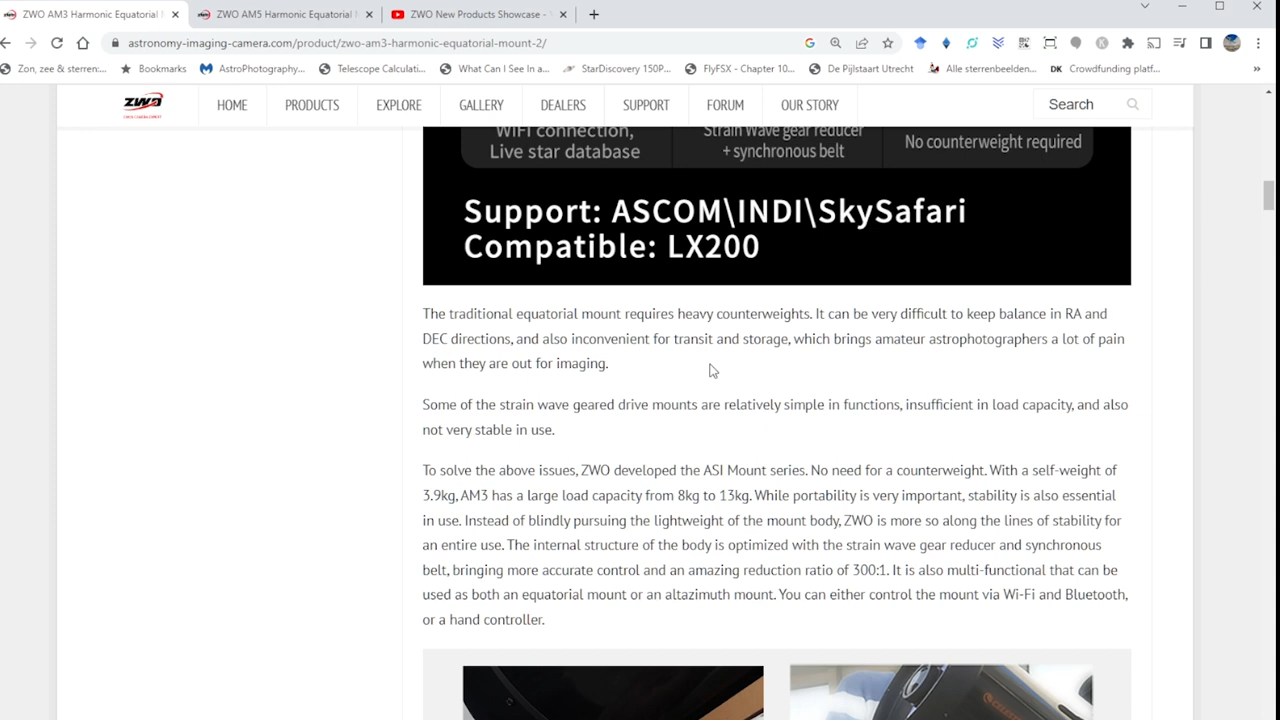 ZWO AM3 Harmonic Equatorial M
ZWO AM5 Harmonic Equatorial M
ZWO New Products Showcase - Y
astronomy-imaging-camera.com/product/zwo-am3-harmonic-equatorial-mount-2/
Zon, zee & sterren:...
Bookmarks
AstroPhotography...
Telescope Calculati...
What Can I See In a...
StarDiscovery 150P...
FlyFSX - Chapter 10...
De Pijlstaart Utrecht
Alle sterrenbeelden...
DK Crowdfunding platf...
ZWO
HOME
PRODUCTS
EXPLORE
GALLERY
DEALERS
SUPPORT
FORUM
OUR STORY
Search
WIFI connection,
Live star database
Strain Wave gear reducer
+ synchronous belt
No counterweight required
Support: ASCOM\INDI\SkySafari
Compatible: LX200
The traditional equatorial mount requires heavy counterweights. It can be very difficult to keep balance in RA and
DEC directions, and also inconvenient for transit and storage, which brings amateur astrophotographers a lot of pain
when they are out for imaging.
Some of the strain wave geared drive mounts are relatively simple in functions, insufficient in load capacity, and also
not very stable in use.
To solve the above issues, ZWO developed the ASI Mount series. No need for a counterweight. With a self-weight of
3.9kg, AM3 has a large load capacity from 8kg to 13kg. While portability is very important, stability is also essential
in use. Instead of blindly pursuing the lightweight of the mount body, ZWO is more so along the lines of stability for
an entire use. The internal structure of the body is optimized with the strain wave gear reducer and synchronous
belt, bringing more accurate control and an amazing reduction ratio of 300:1. It is also multi-functional that can be
used as both an equatorial mount or an altazimuth mount. You can either control the mount via Wi-Fi and Bluetooth,
or a hand controller.